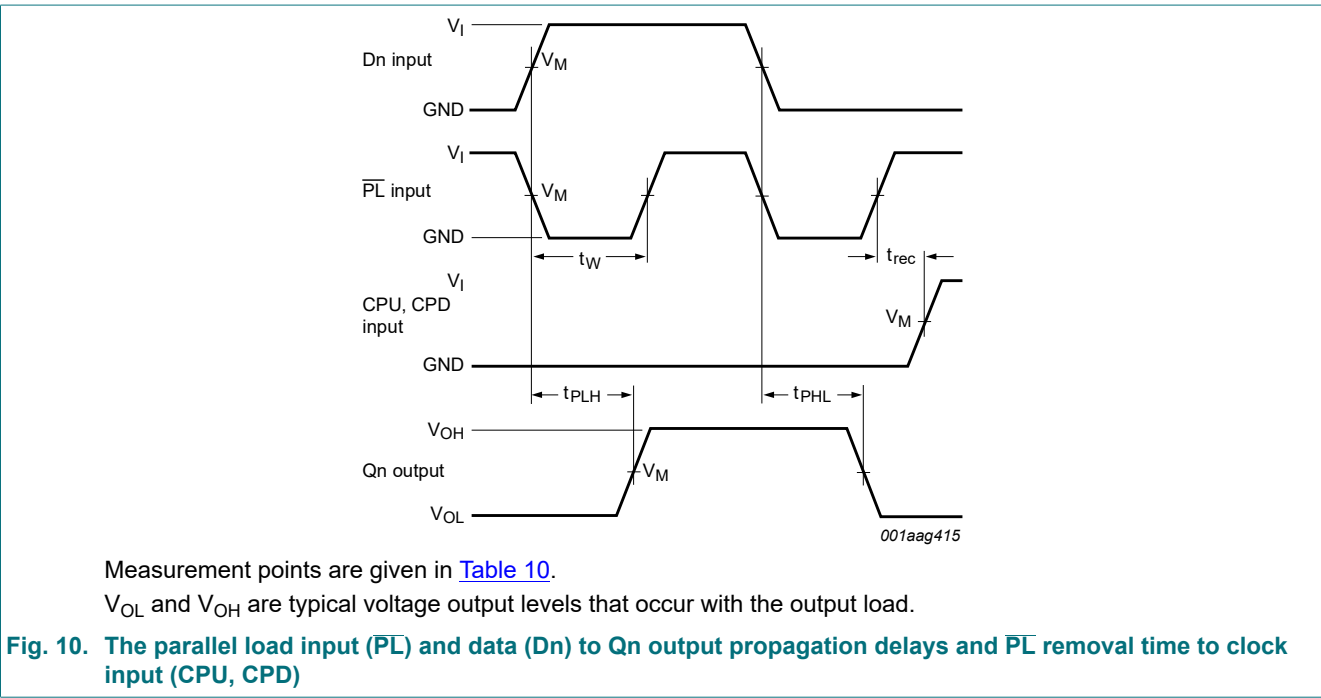 V_I
Dn input
V_M
GND
V_I
P̅L̅ input
V_M
GND
t_W
t_rec
V_I
CPU, CPD
input
V_M
GND
t_PLH
t_PHL
V_OH
Qn output
V_M
V_OL
001aag415
Measurement points are given in Table 10.
V_OL and V_OH are typical voltage output levels that occur with the output load.
Fig. 10. The parallel load input (P̅L̅) and data (Dn) to Qn output propagation delays and P̅L̅ removal time to clock
input (CPU, CPD)